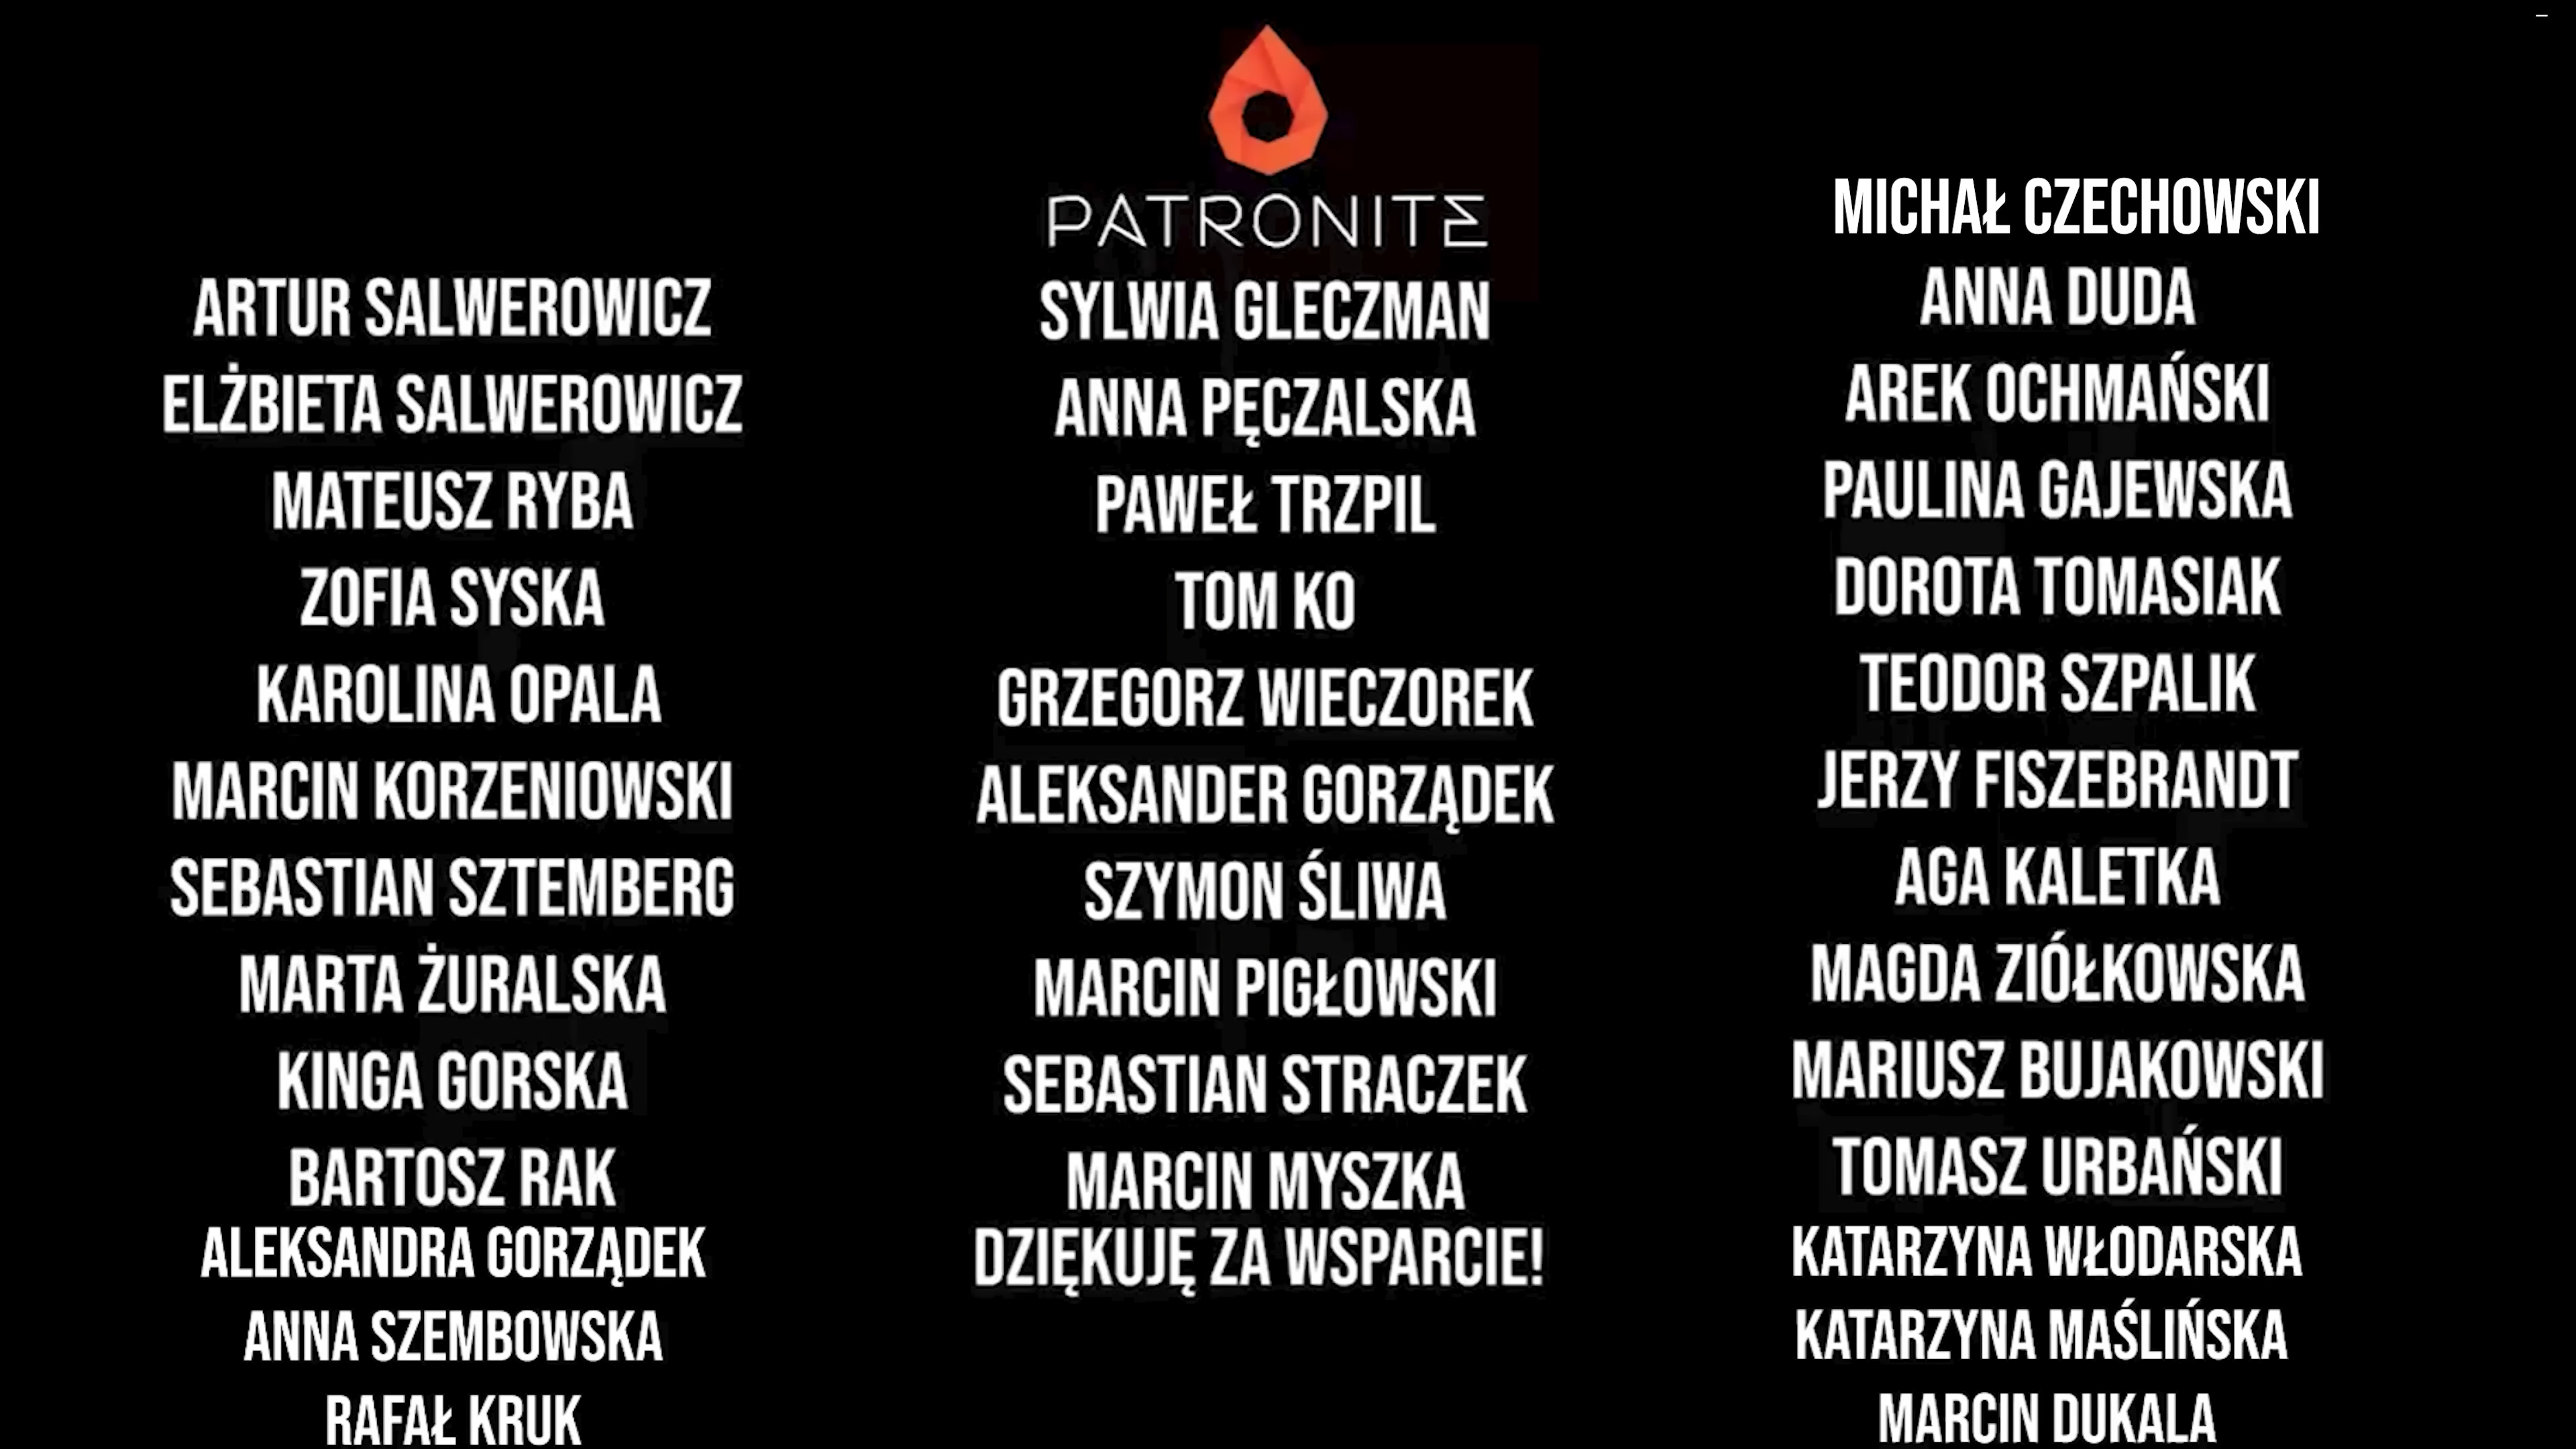 PATRONITE
ARTUR SALWEROWICZ
ELŻBIETA SALWEROWICZ
MATEUSZ RYBA
ZOFIA SYSKA
KAROLINA OPALA
MARCIN KORZENIOWSKI
SEBASTIAN SZTEMBERG
MARTA ŻURALSKA
KINGA GORSKA
BARTOSZ RAK
ALEKSANDRA GORZĄDEK
ANNA SZEMBOWSKA
RAFAŁ KRUK
SYLWIA GLECZMAN
ANNA PĘCZALSKA
PAWEŁ TRZPIL
TOM KO
GRZEGORZ WIECZOREK
ALEKSANDER GORZĄDEK
SZYMON ŚLIWA
MARCIN PIGŁOWSKI
SEBASTIAN STRACZEK
MARCIN MYSZKA
DZIĘKUJĘ ZA WSPARCIE!
MICHAŁ CZECHOWSKI
ANNA DUDA
AREK OCHMAŃSKI
PAULINA GAJEWSKA
DOROTA TOMASIAK
TEODOR SZPALIK
JERZY FISZEBRANDT
AGA KALETKA
MAGDA ZIÓŁKOWSKA
MARIUSZ BUJAKOWSKI
TOMASZ URBAŃSKI
KATARZYNA WŁODARSKA
KATARZYNA MAŚLIŃSKA
MARCIN DUKALA